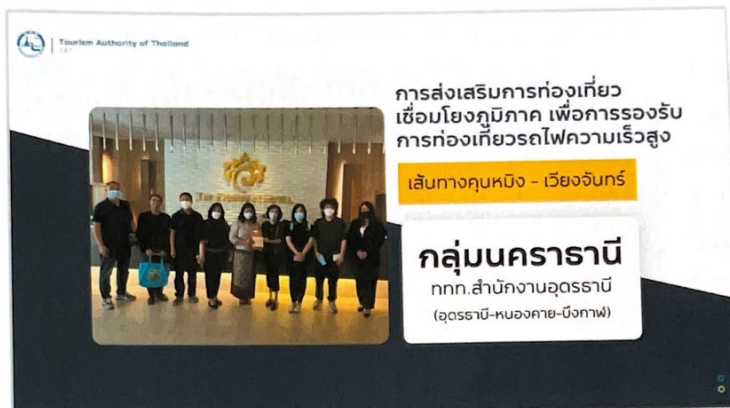 Tourism Authority of Thailand
TAT
การส่งเสริมการท่องเที่ยว
เชื่อมโยงภูมิภาค เพื่อการรองรับ
การท่องเที่ยวรถไฟความเร็วสูง
เส้นทางคุนหมิง - เวียงจันทร์
กลุ่มนคราธานี
ททท.สำนักงานอุดรธานี
(อุดรธานี-หนองคาย-บึงกาฬ)